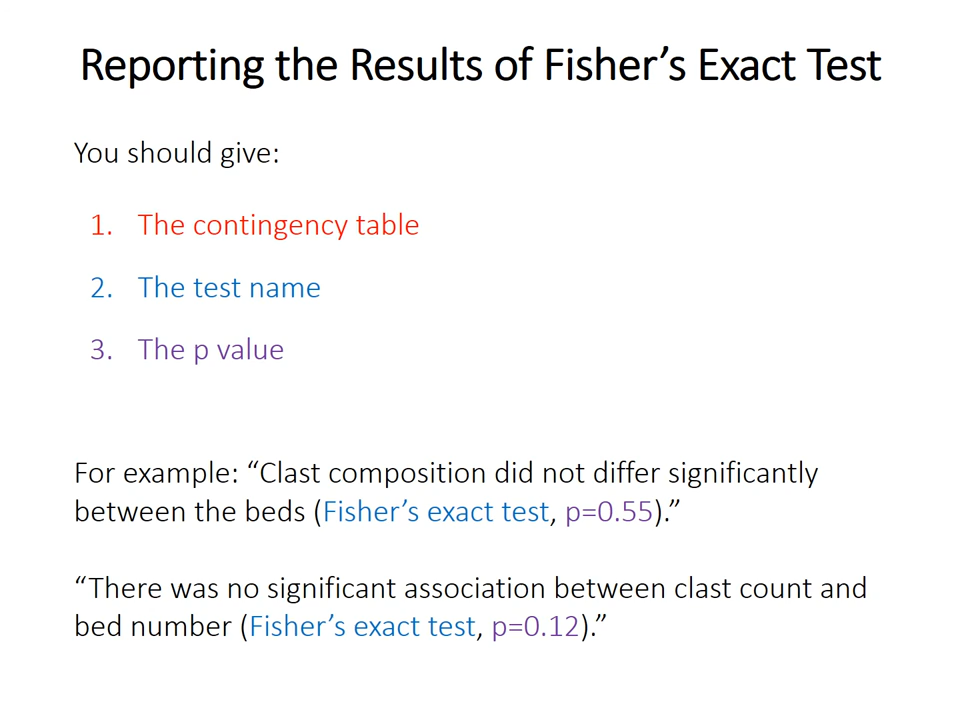 Reporting the Results of Fisher’s Exact Test
You should give:
1. The contingency table
2. The test name
3. The p value
For example: “Clast composition did not differ significantly
between the beds (Fisher’s exact test, p=0.55).”
“There was no significant association between clast count and
bed number (Fisher’s exact test, p=0.12).”